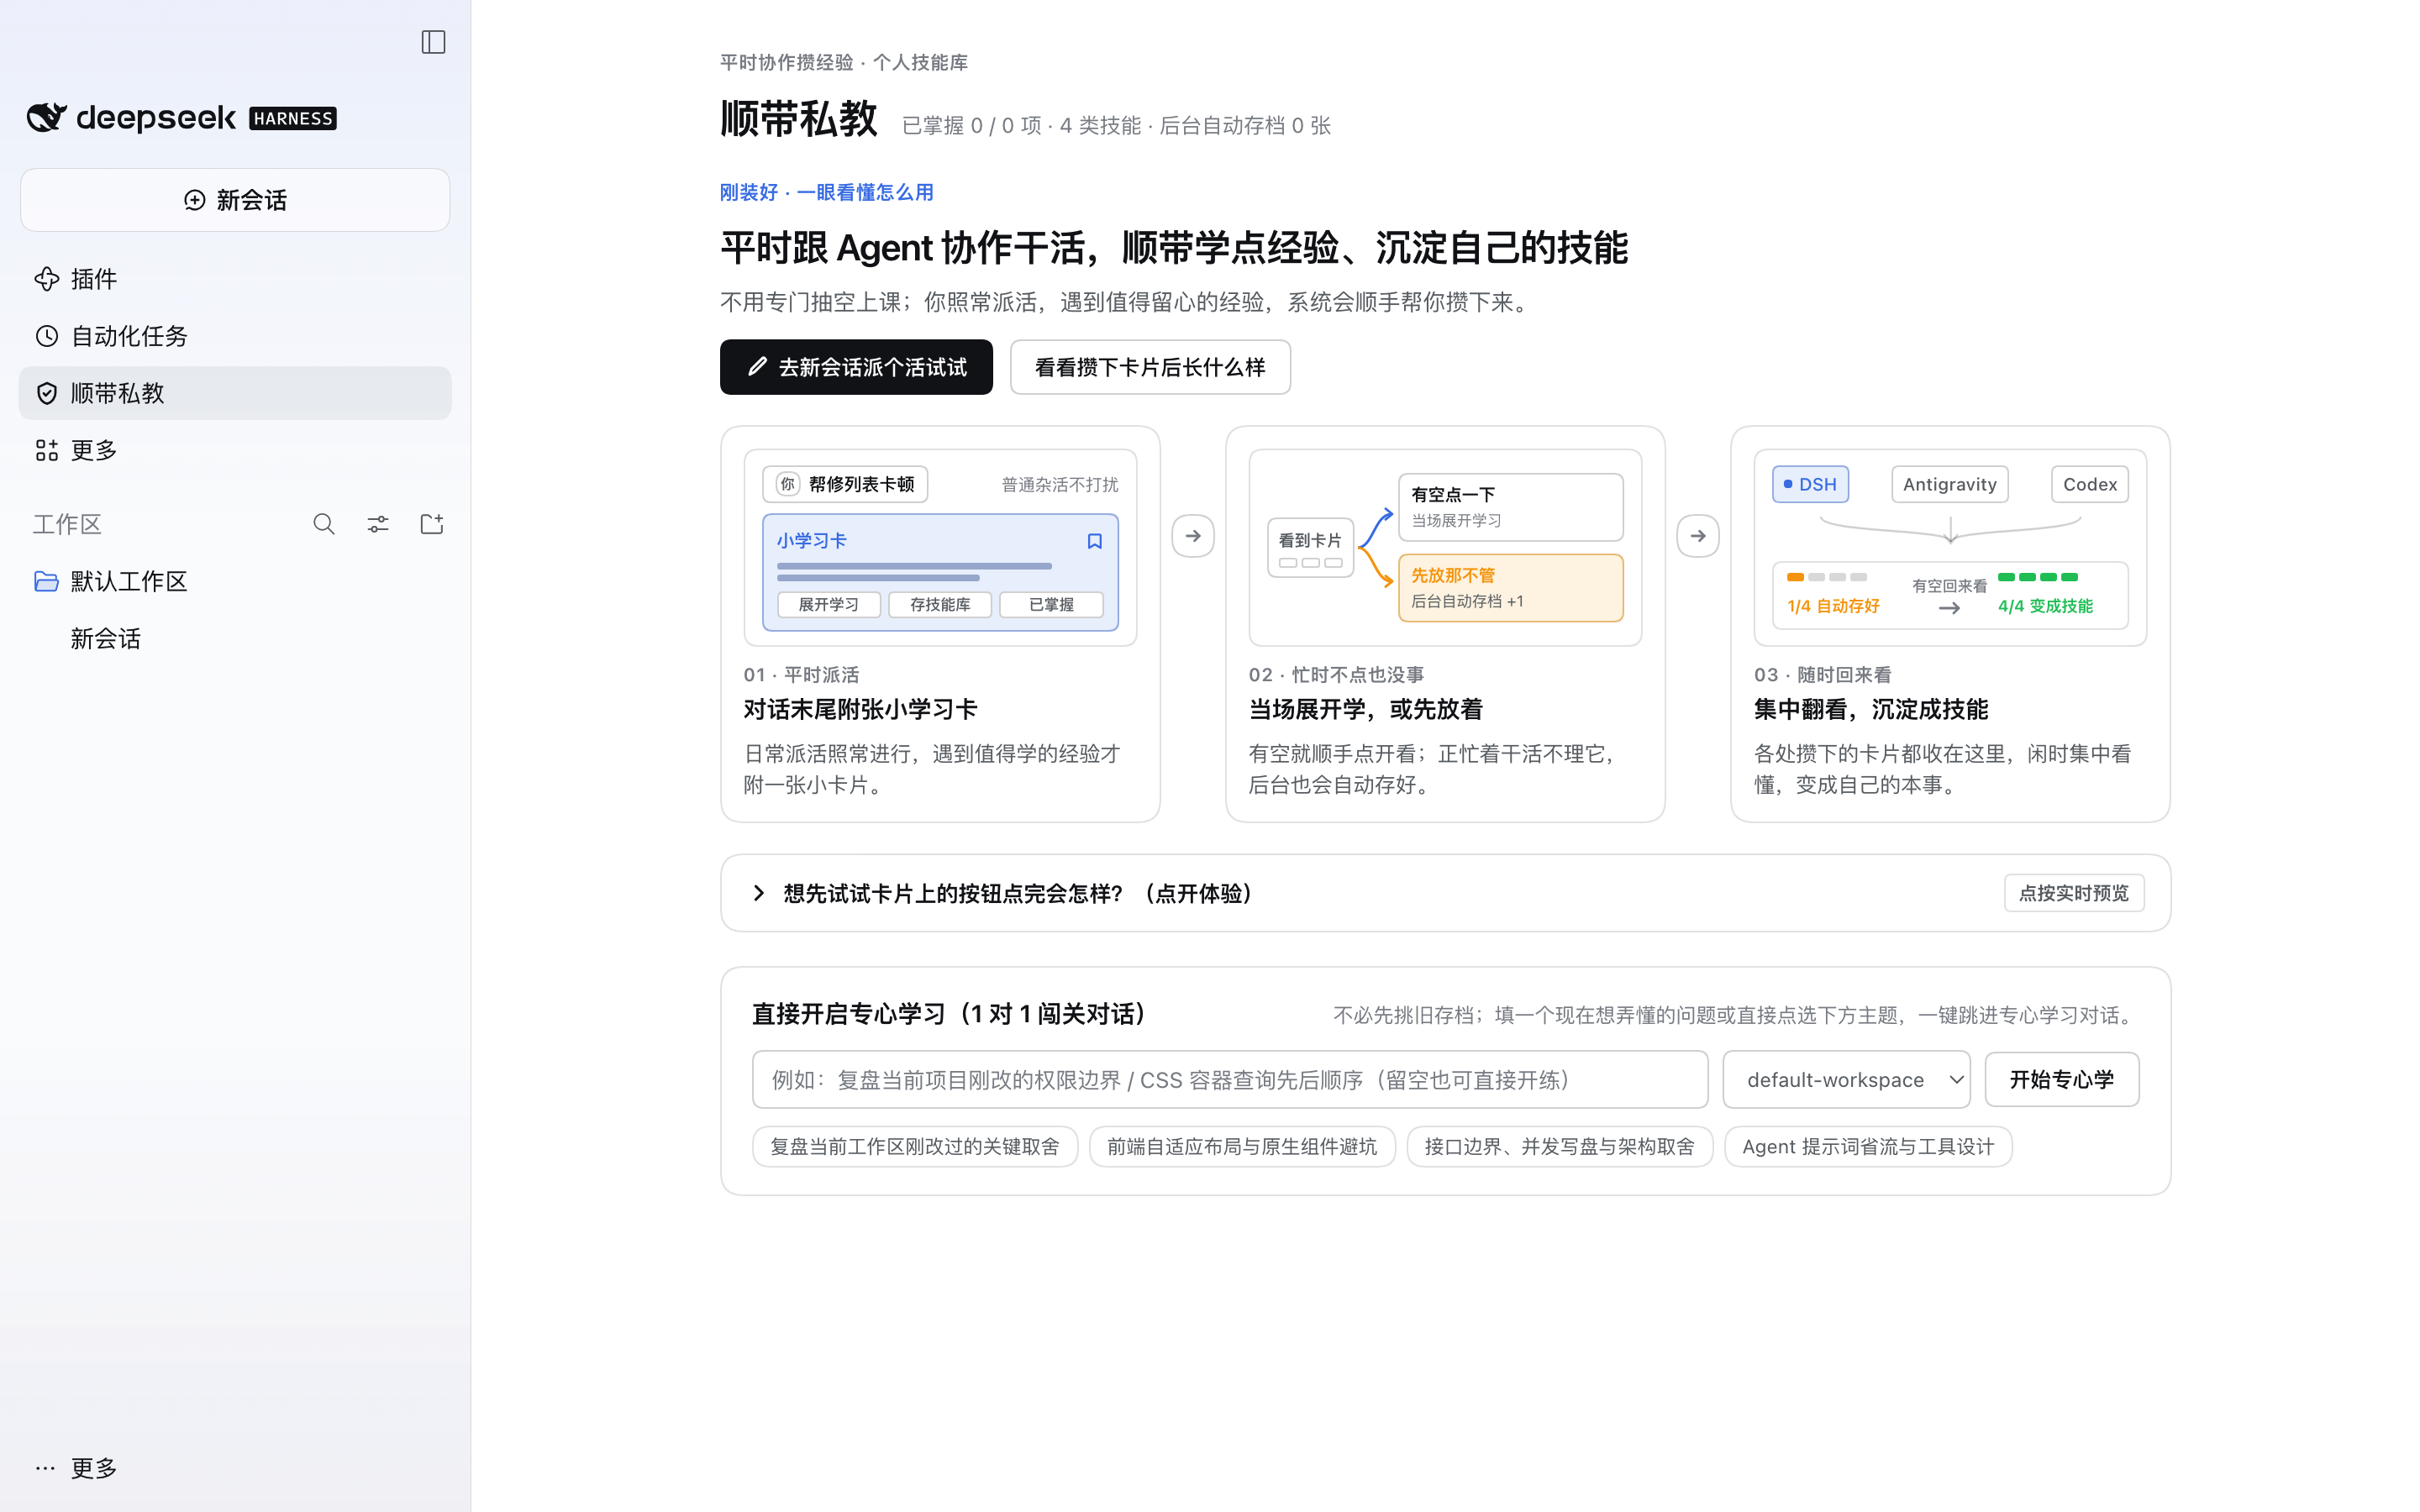 deepseek HARNESS
新会话
插件
自动化任务
顺带私教
更多
工作区
默认工作区
新会话
更多
平时协作攒经验 · 个人技能库
顺带私教 已掌握 0 / 0 项 · 4 类技能 · 后台自动存档 0 张
刚装好 · 一眼看懂怎么用
平时跟 Agent 协作干活，顺带学点经验、沉淀自己的技能
不用专门抽空上课；你照常派活，遇到值得留心的经验，系统会顺手帮你攒下来。
去新会话派个活试试 看看攒下卡片后长什么样
你 帮修列表卡顿 普通杂活不打扰
小学习卡
展开学习 存技能库 已掌握
01 · 平时派活
对话末尾附张小学习卡
日常派活照常进行，遇到值得学的经验才
附一张小卡片。
看到卡片
有空点一下
当场展开学习
先放那不管
后台自动存档 +1
02 · 忙时不点也没事
当场展开学，或先放着
有空就顺手点开看；正忙着干活不理它，
后台也会自动存好。
DSH Antigravity Codex
有空回来看
1/4 自动存好 4/4 变成技能
03 · 随时回来看
集中翻看，沉淀成技能
各处攒下的卡片都收在这里，闲时集中看
懂，变成自己的本事。
想先试试卡片上的按钮点完会怎样？（点开体验） 点按实时预览
直接开启专心学习（1 对 1 闯关对话） 不必先挑旧存档；填一个现在想弄懂的问题或直接点选下方主题，一键跳进专心学习对话。
例如：复盘当前项目刚改的权限边界 / CSS 容器查询先后顺序（留空也可直接开练） default-workspace 开始专心学
复盘当前工作区刚改过的关键取舍 前端自适应布局与原生组件避坑 接口边界、并发写盘与架构取舍 Agent 提示词省流与工具设计